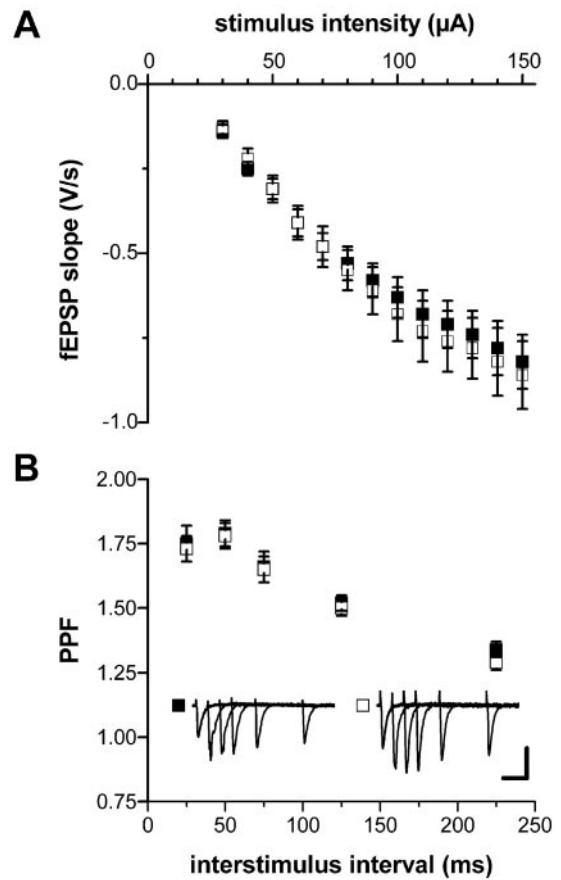 A
stimulus intensity (µA)
0 50 100 150
0.0
-0.5
-1.0
fEPSP slope (V/s)
B
2.00
1.75
1.50
1.25
1.00
0.75
PPF
0 50 100 150 200 250
interstimulus interval (ms)